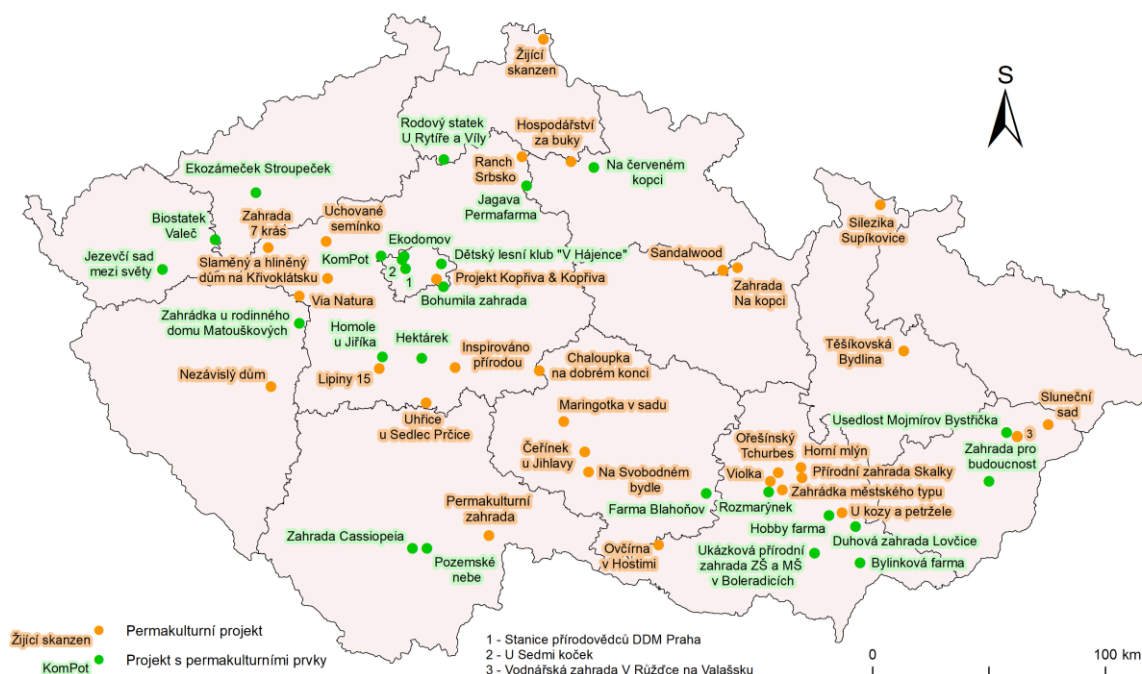 Žijící
skanzen
S
Rodový statek
U Rytíře a Víly
Hospodářství
za buky
Ranch
Srbsko
Na červeném
kopci
Jagava
Permafarma
Ekozámeček Stroupeček
Biostatek
Valeč
Zahrada
7 krás
Uchované
semínko
Jezevčí sad
mezi světy
Slaměný a hliněný
dům na Křivoklátsku
KomPot
Ekodomov
2
1
Dětský lesní klub "V Hájence"
Projekt Kopřiva & Kopřiva
Bohumila zahrada
Via Natura
Zahrádka u rodinného
domu Matouškových
Silezika
Supíkovice
Sandalwood
Zahrada
Na kopci
Homole
u Jiříka
Hektárek
Inspirováno
přírodou
Chaloupka
na dobrém konci
Těšíkovská
Bydlina
Nezávislý dům
Lipiny 15
Uhřice
u Sedlec Prčice
Maringotka v sadu
Sluneční
sad
Usedlost Mojmírov Bystřička
3
Zahrada pro
budoucnost
Čeřínek
u Jihlavy
Na Svobodném
bydle
Ořešínský
Tchurbes
Horní mlýn
Violka
Přírodní zahrada Skalky
Zahrádka městského typu
Farma Blahoňov
Rozmarýnek
U kozy a petržele
Hobby farma
Duhová zahrada Lovčice
Permakulturní
zahrada
Zahrada Cassiopeia
Pozemské
nebe
Ovčírna
v Hostimi
Ukázková přírodní
zahrada ZŠ a MŠ
v Boleradicích
Bylinková farma
Žijící skanzen Permakulturní projekt
KomPot Projekt s permakulturními prvky
1 - Stanice přírodovědců DDM Praha
2 - U Sedmi koček
3 - Vodnářská zahrada V Růžďce na Valašsku
0 100 km